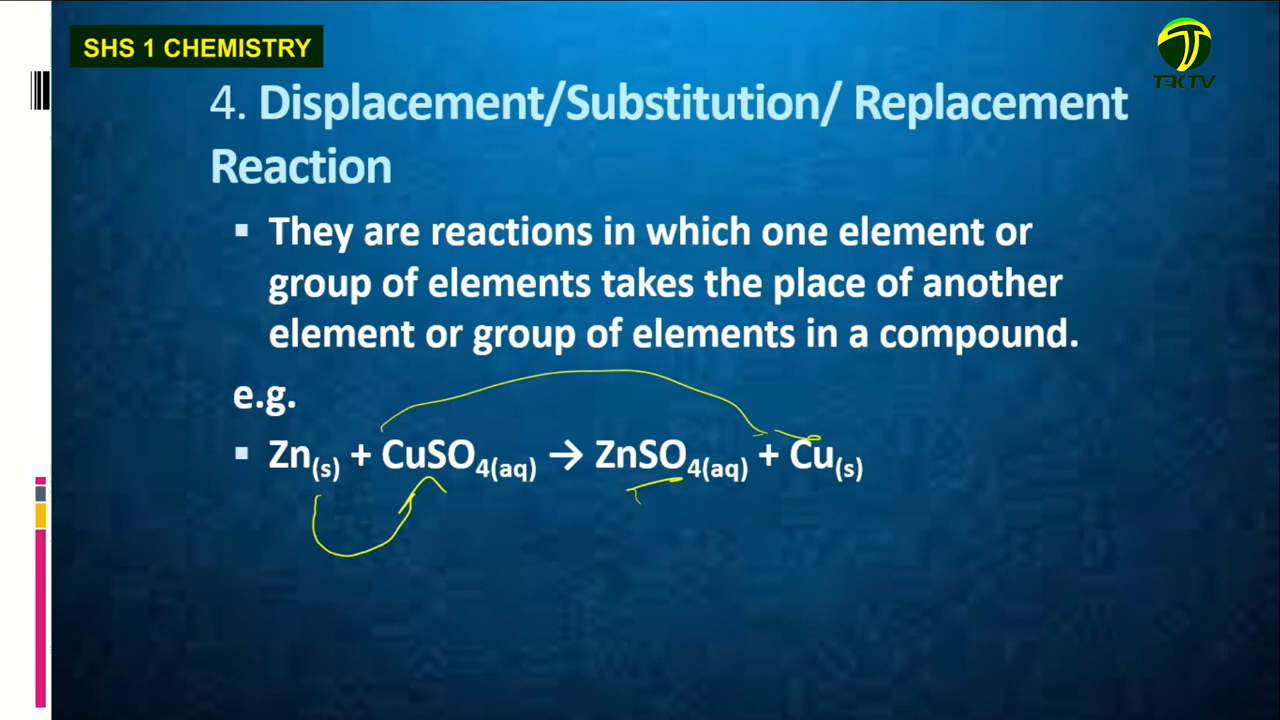 SHS 1 CHEMISTRY
TEKTV
4. Displacement/Substitution/ Replacement
Reaction
▪ They are reactions in which one element or
group of elements takes the place of another
element or group of elements in a compound.
e.g.
▪ Zn(s) + CuSO4(aq) → ZnSO4(aq) + Cu(s)